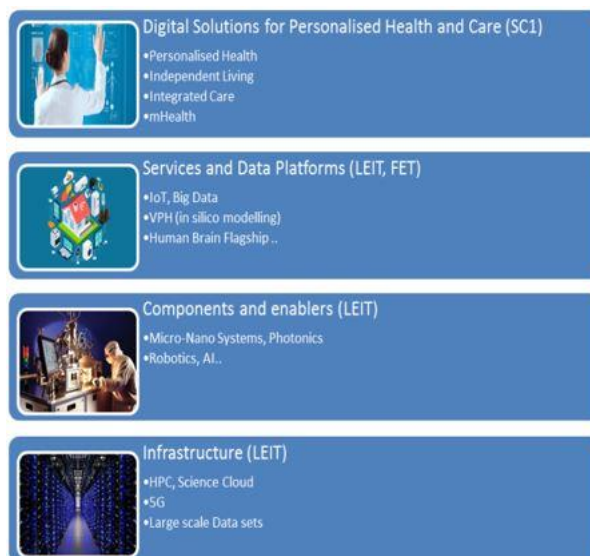 Digital Solutions for Personalised Health and Care (SC1)
•Personalised Health
•Independent Living
•Integrated Care
•mHealth
Services and Data Platforms (LEIT, FET)
•IoT, Big Data
•VPH (in silico modelling)
•Human Brain Flagship ..
Components and enablers (LEIT)
•Micro-Nano Systems, Photonics
•Robotics, AI..
Infrastructure (LEIT)
•HPC, Science Cloud
•5G
•Large scale Data sets